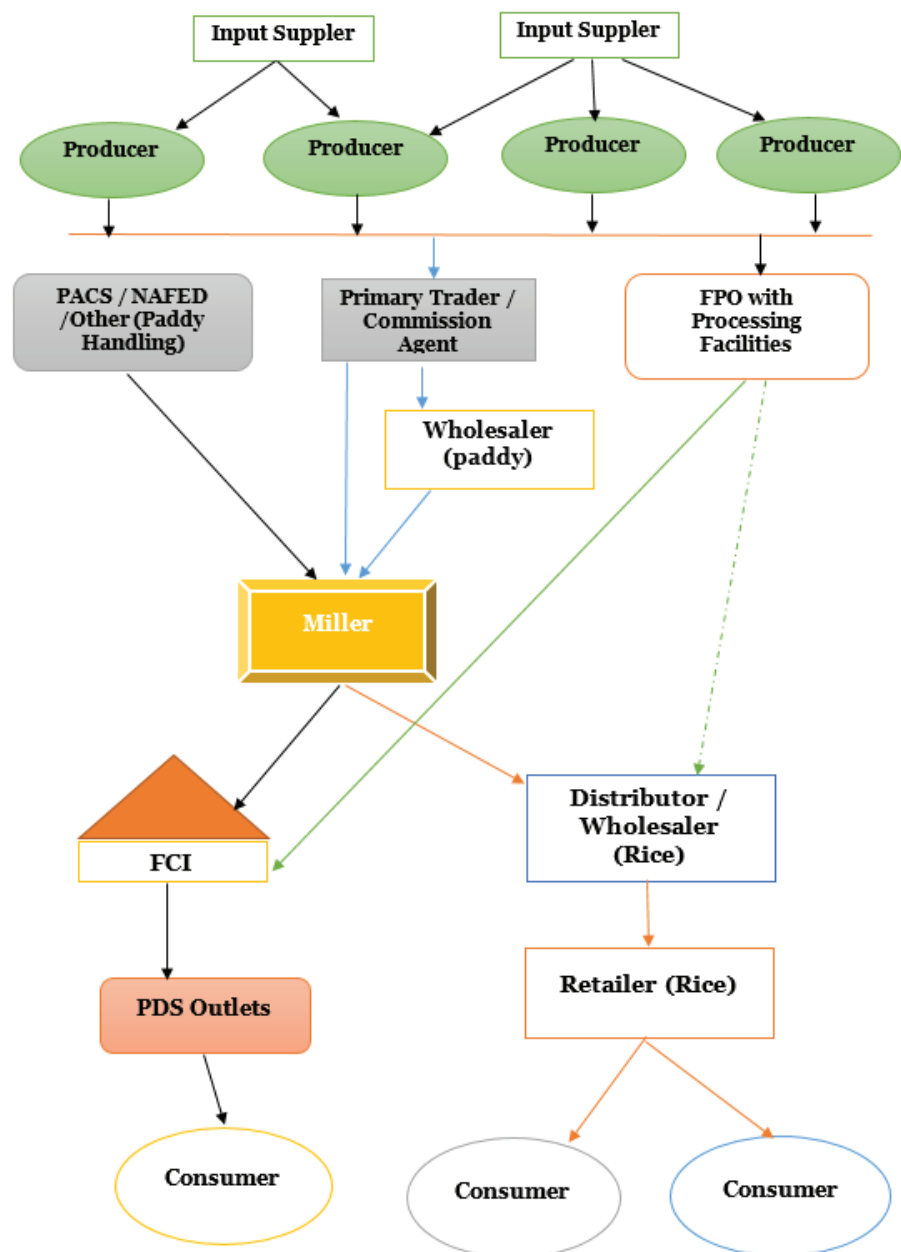 Input Suppler
Input Suppler
Producer
Producer
Producer
Producer
PACS / NAFED
/Other (Paddy
Handling)
Primary Trader /
Commission
Agent
FPO with
Processing
Facilities
Wholesaler
(paddy)
Miller
FCI
Distributor /
Wholesaler
(Rice)
PDS Outlets
Retailer (Rice)
Consumer
Consumer
Consumer